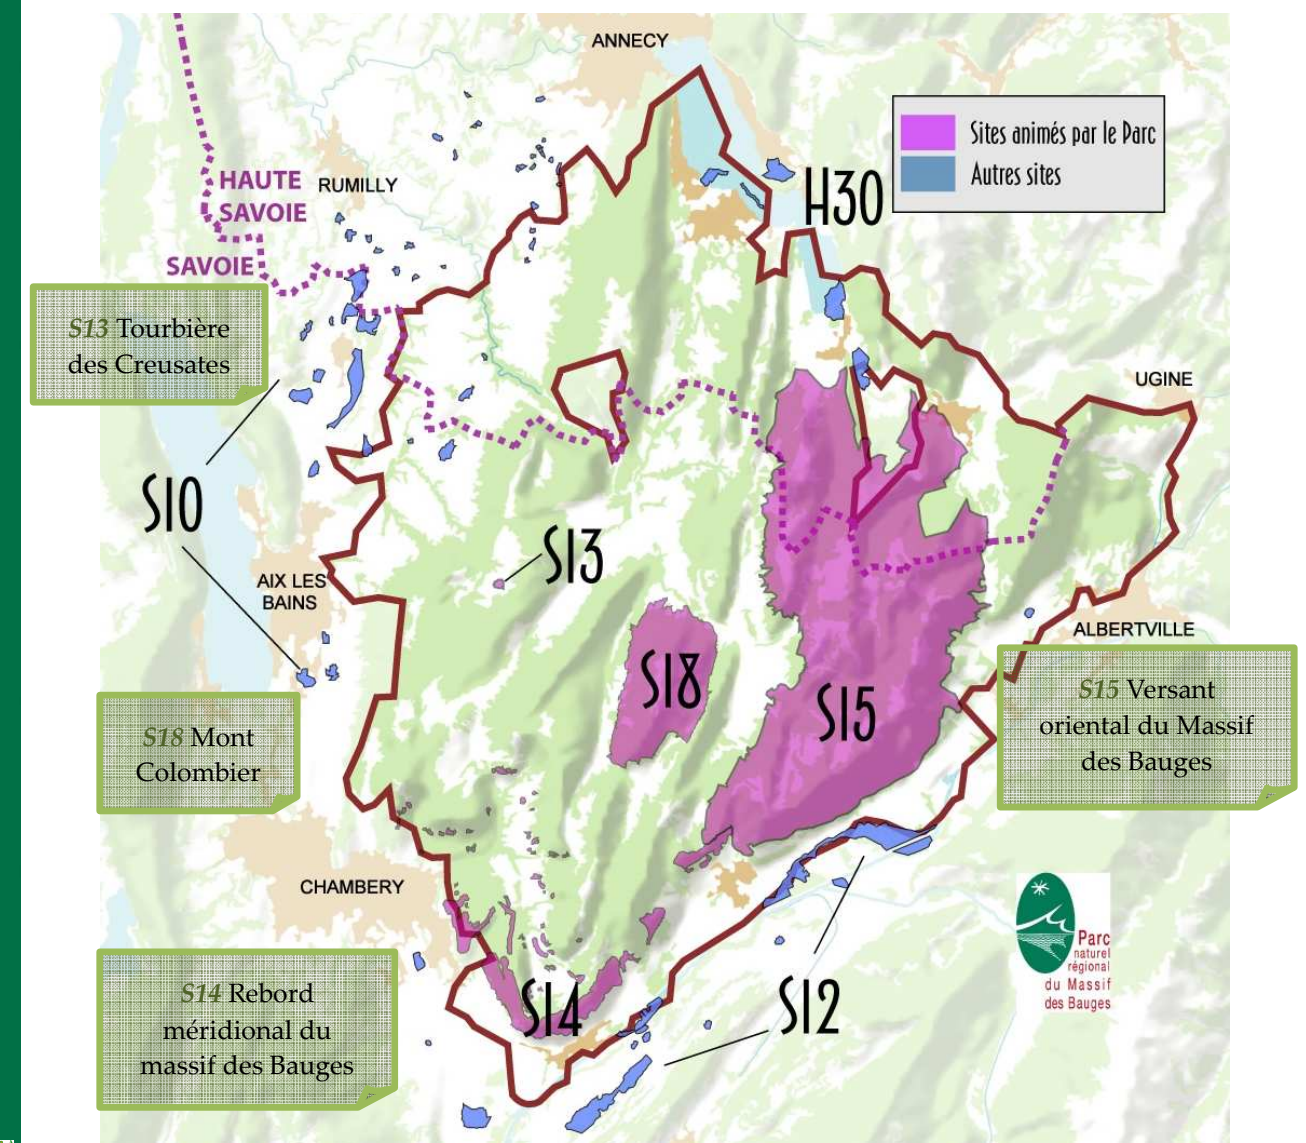 ANNECY
Sites animés par le Parc
Autres sites
HAUTE
SAVOIE
RUMILLY
H30
SAVOIE
S13 Tourbière
des Creusates
UGINE
S10
S13
AIX LES
BAINS
ALBERTVILLE
S18
S15
S15 Versant
oriental du Massif
des Bauges
S18 Mont
Colombier
CHAMBERY
Parc
naturel
régional
du Massif
des Bauges
S14 Rebord
méridional du
massif des Bauges
S14
S12